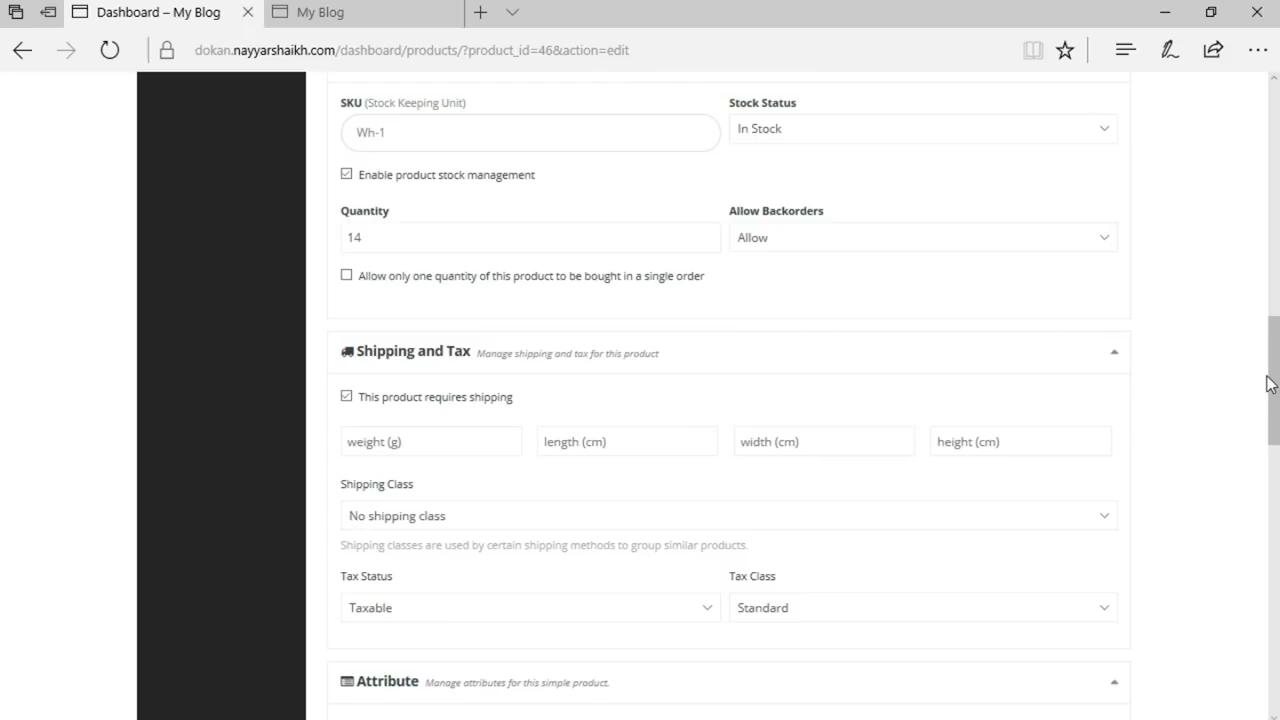 Dashboard – My Blog
My Blog
dokan.nayyarshaikh.com/dashboard/products/?product_id=46&action=edit
SKU (Stock Keeping Unit)
Stock Status
Wh-1
In Stock
Enable product stock management
Quantity
Allow Backorders
14
Allow
Allow only one quantity of this product to be bought in a single order
Shipping and Tax Manage shipping and tax for this product
This product requires shipping
weight (g)
length (cm)
width (cm)
height (cm)
Shipping Class
No shipping class
Shipping classes are used by certain shipping methods to group similar products.
Tax Status
Tax Class
Taxable
Standard
Attribute Manage attributes for this simple product.